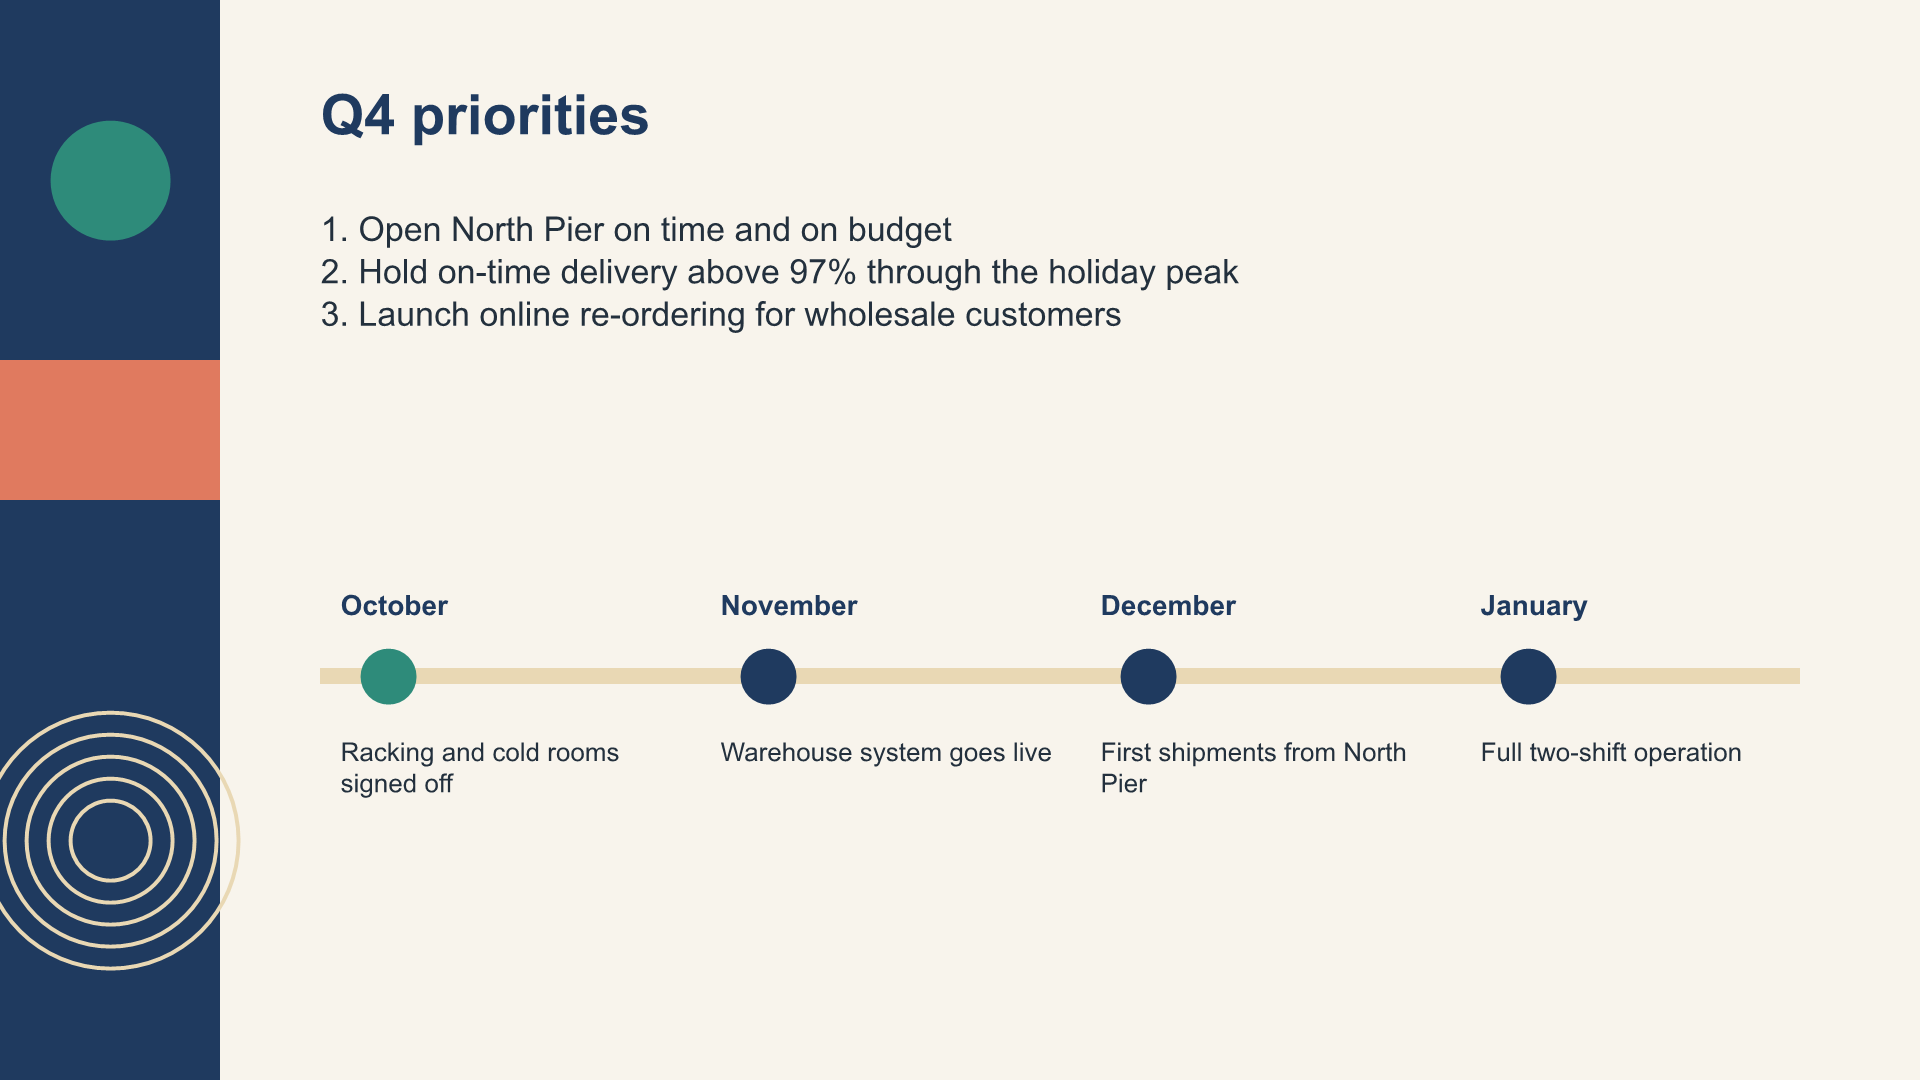 Q4 priorities
1. Open North Pier on time and on budget
2. Hold on-time delivery above 97% through the holiday peak
3. Launch online re-ordering for wholesale customers
October
Racking and cold rooms
signed off
November
Warehouse system goes live
December
First shipments from North
Pier
January
Full two-shift operation